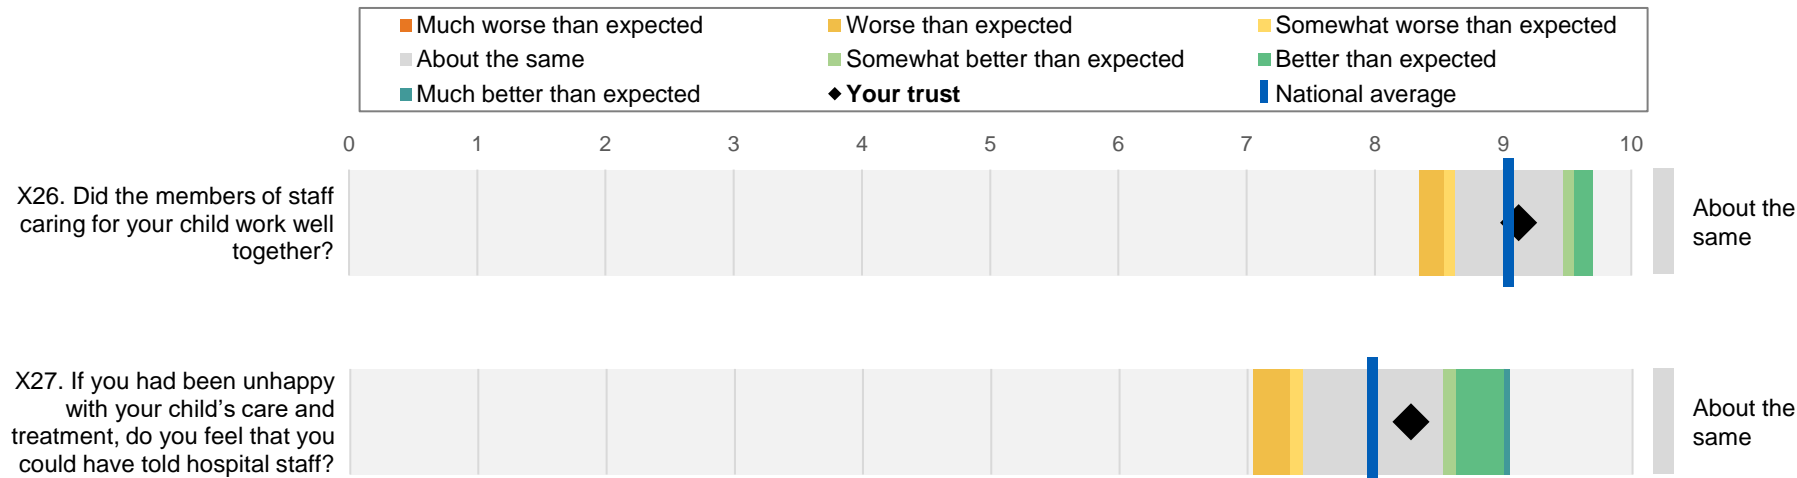 Much worse than expected
Worse than expected
Somewhat worse than expected
About the same
Somewhat better than expected
Better than expected
Much better than expected
Your trust
National average
0 1 2 3 4 5 6 7 8 9 10
X26. Did the members of staff
caring for your child work well
together?
About the
same
X27. If you had been unhappy
with your child’s care and
treatment, do you feel that you
could have told hospital staff?
About the
same